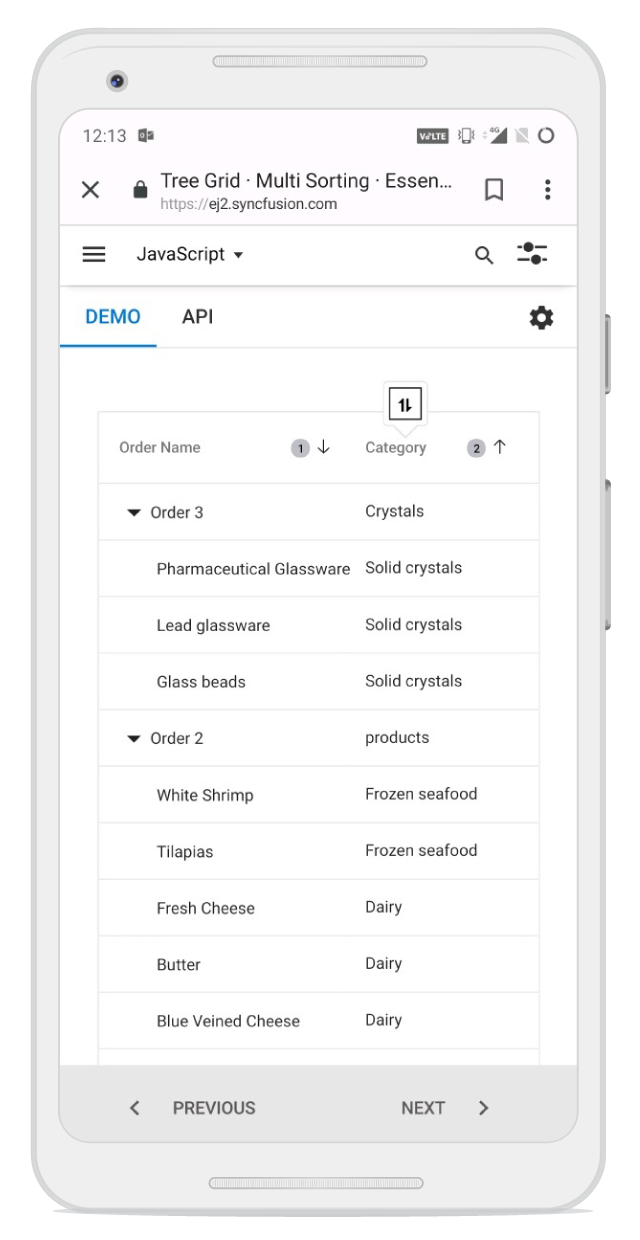 12:13 VoLTE 4G
Tree Grid · Multi Sorting · Essen...
https://ej2.syncfusion.com
JavaScript
DEMO API
Order Name 1 Category 2
Order 3 Crystals
Pharmaceutical Glassware Solid crystals
Lead glassware Solid crystals
Glass beads Solid crystals
Order 2 products
White Shrimp Frozen seafood
Tilapias Frozen seafood
Fresh Cheese Dairy
Butter Dairy
Blue Veined Cheese Dairy
PREVIOUS NEXT